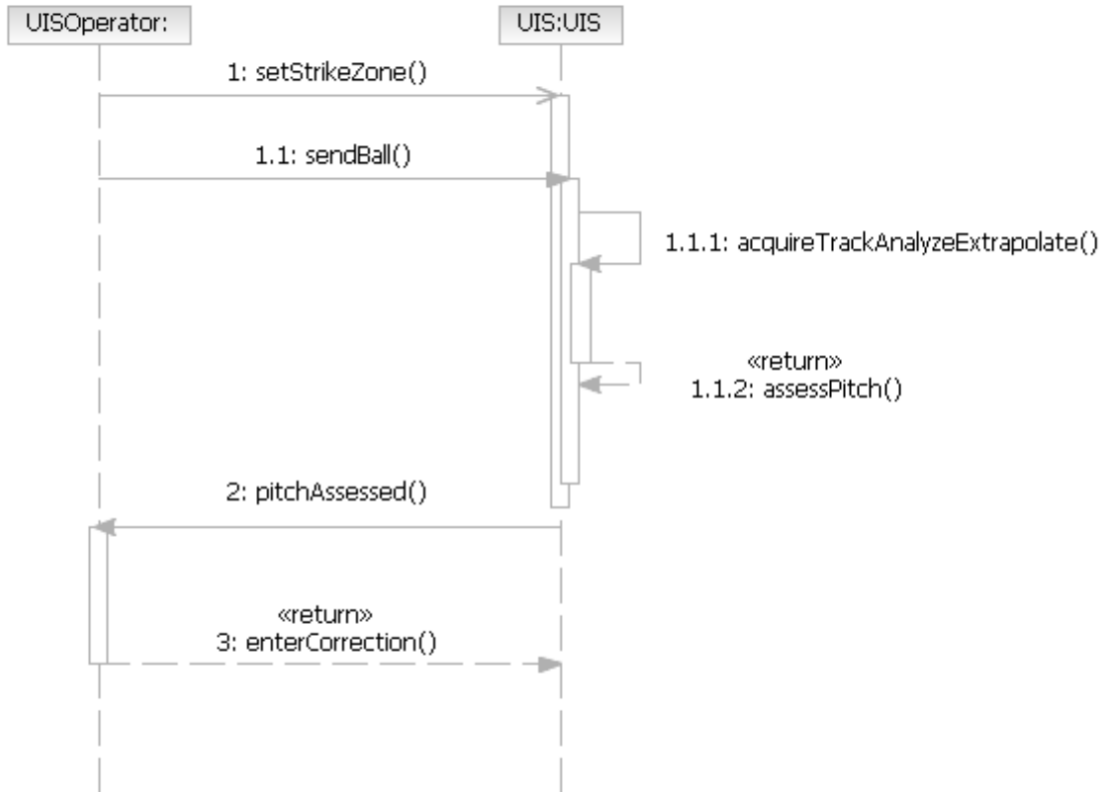 UISOperator:
UIS:UIS
1: setStrikeZone()
1.1: sendBall()
1.1.1: acquireTrackAnalyzeExtrapolate()
«return»
1.1.2: assessPitch()
2: pitchAssessed()
«return»
3: enterCorrection()